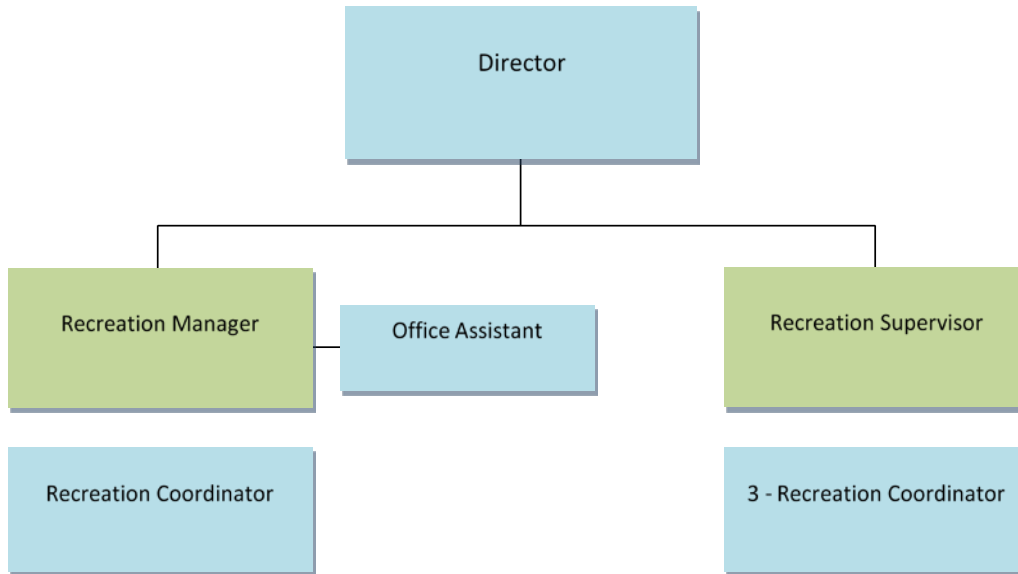 Director
Recreation Manager
Office Assistant
Recreation Supervisor
Recreation Coordinator
3 - Recreation Coordinator